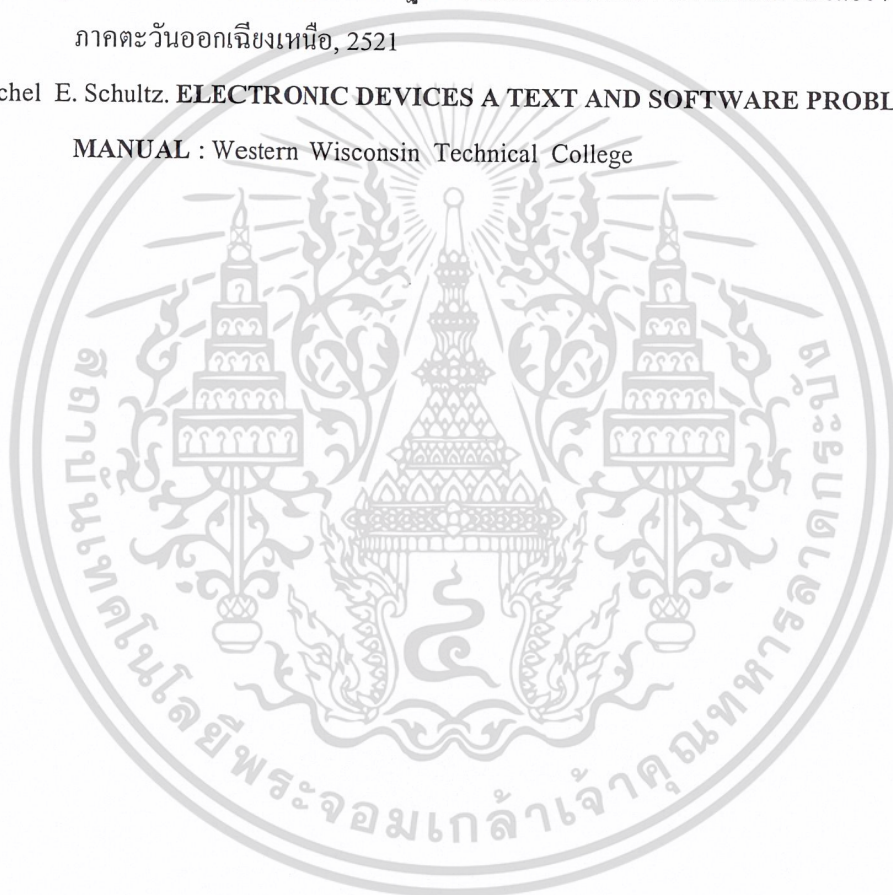 ภาคตะวันออกเฉียงเหนือ, 2521
chel E. Schultz. ELECTRONIC DEVICES A TEXT AND SOFTWARE PROBL
MANUAL : Western Wisconsin Technical College
สถาบันเทคโนโลยีพระจอมเกล้าเจ้าคุณทหารลาดกระบัง